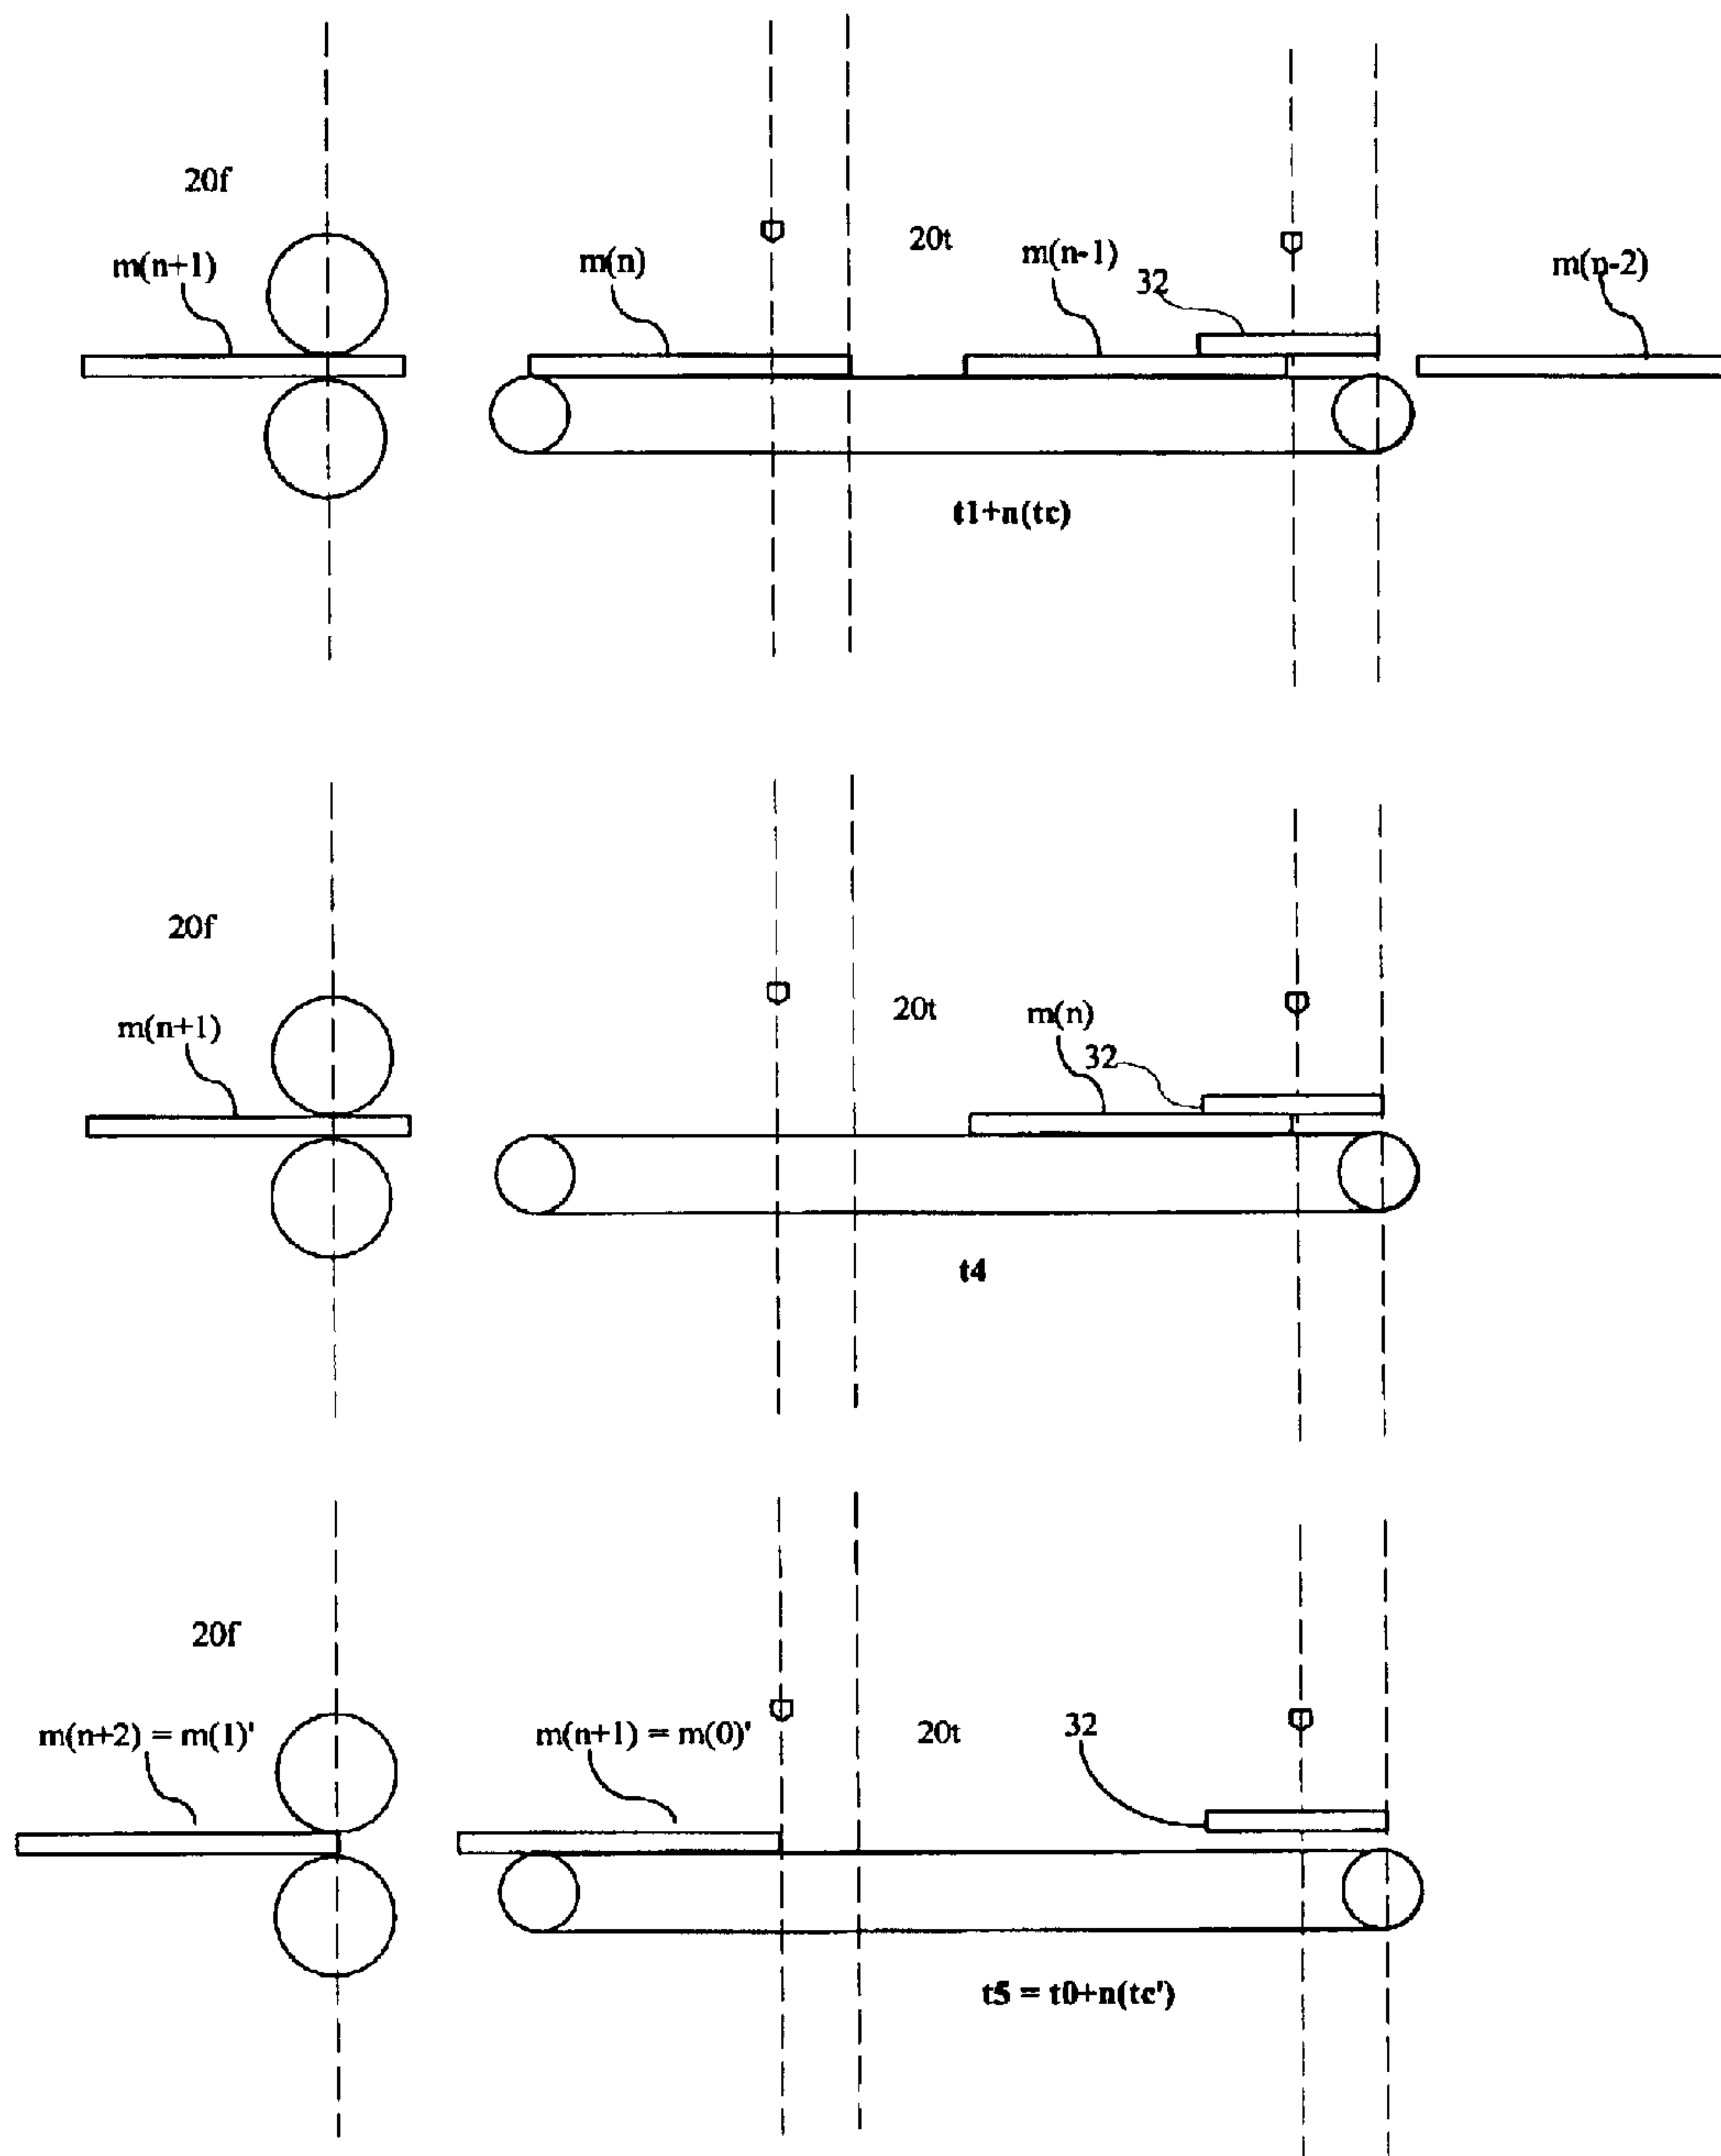 20f
m(n+1)
m(n)
20t
m(n-1)
32
m(n-2)
t1+n(tc)
20f
m(n+1)
20t
m(n)
32
t4
20f
m(n+2) = m(1)'
m(n+1) = m(0)'
20t
32
t5 = t0+n(tc')